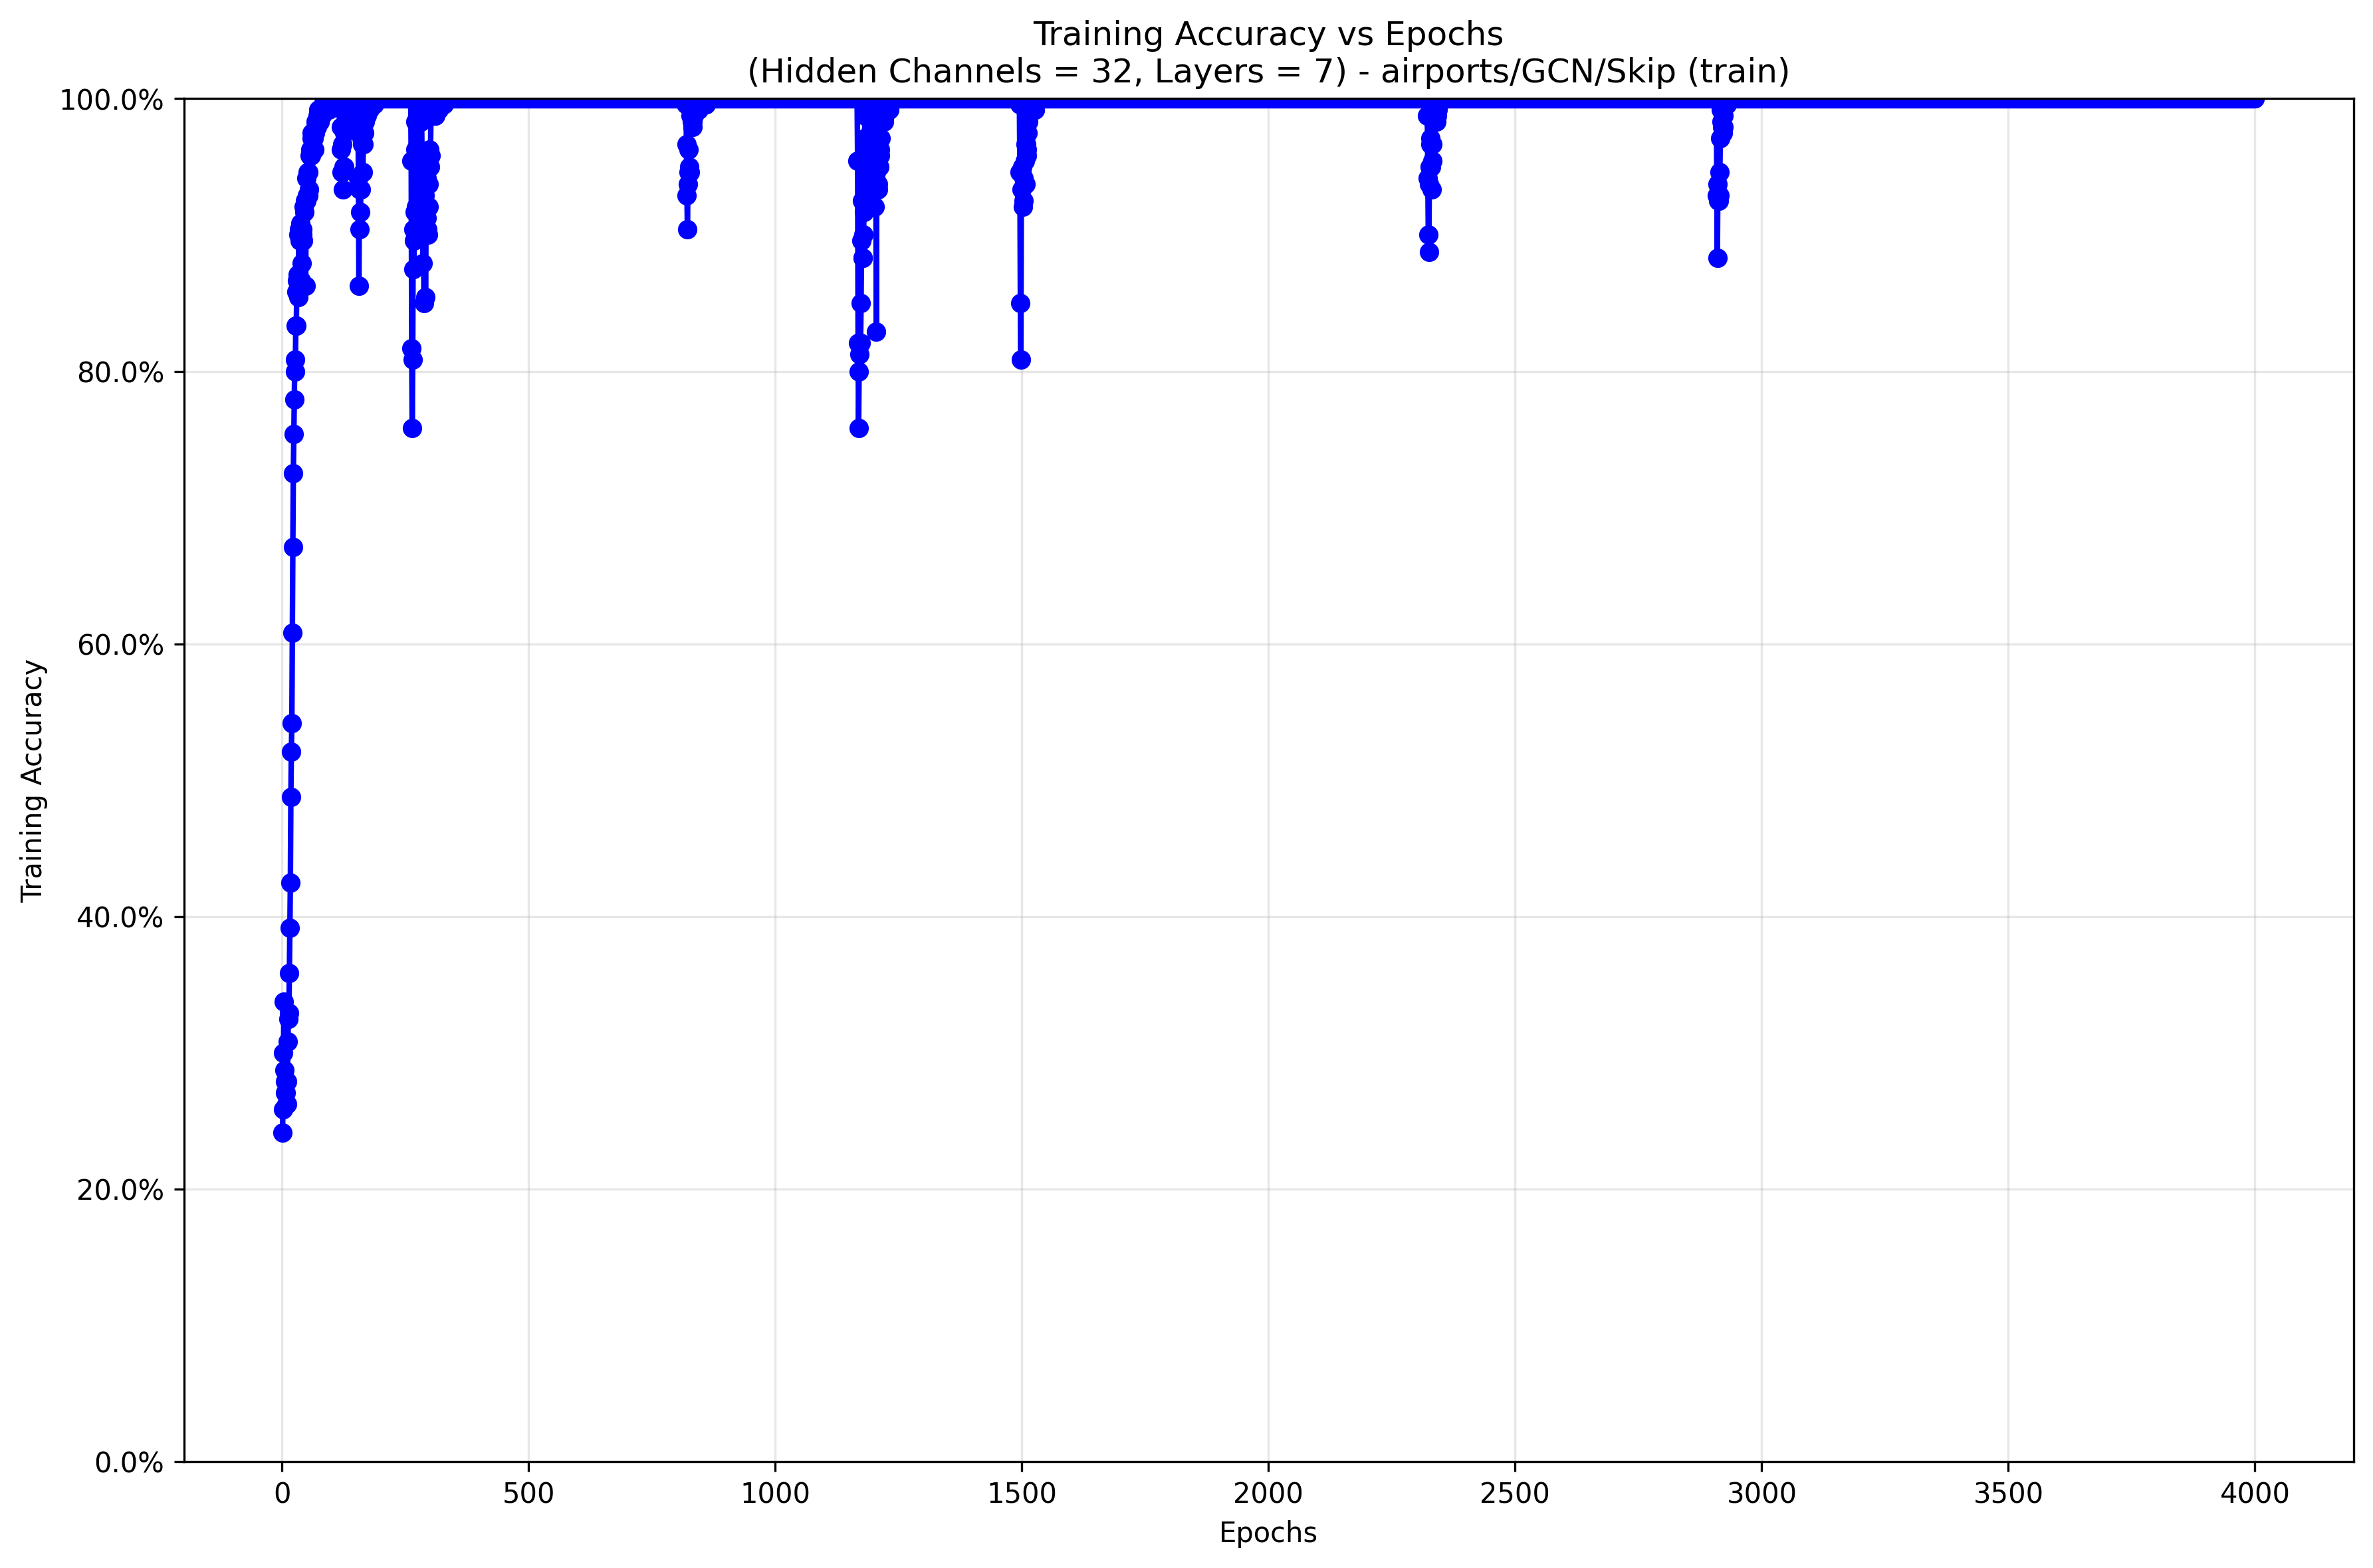 Training Accuracy vs Epochs
(Hidden Channels = 32, Layers = 7) - airports/GCN/Skip (train)
100.0%
80.0%
60.0%
40.0%
20.0%
0.0%
Training Accuracy
0 500 1000 1500 2000 2500 3000 3500 4000
Epochs